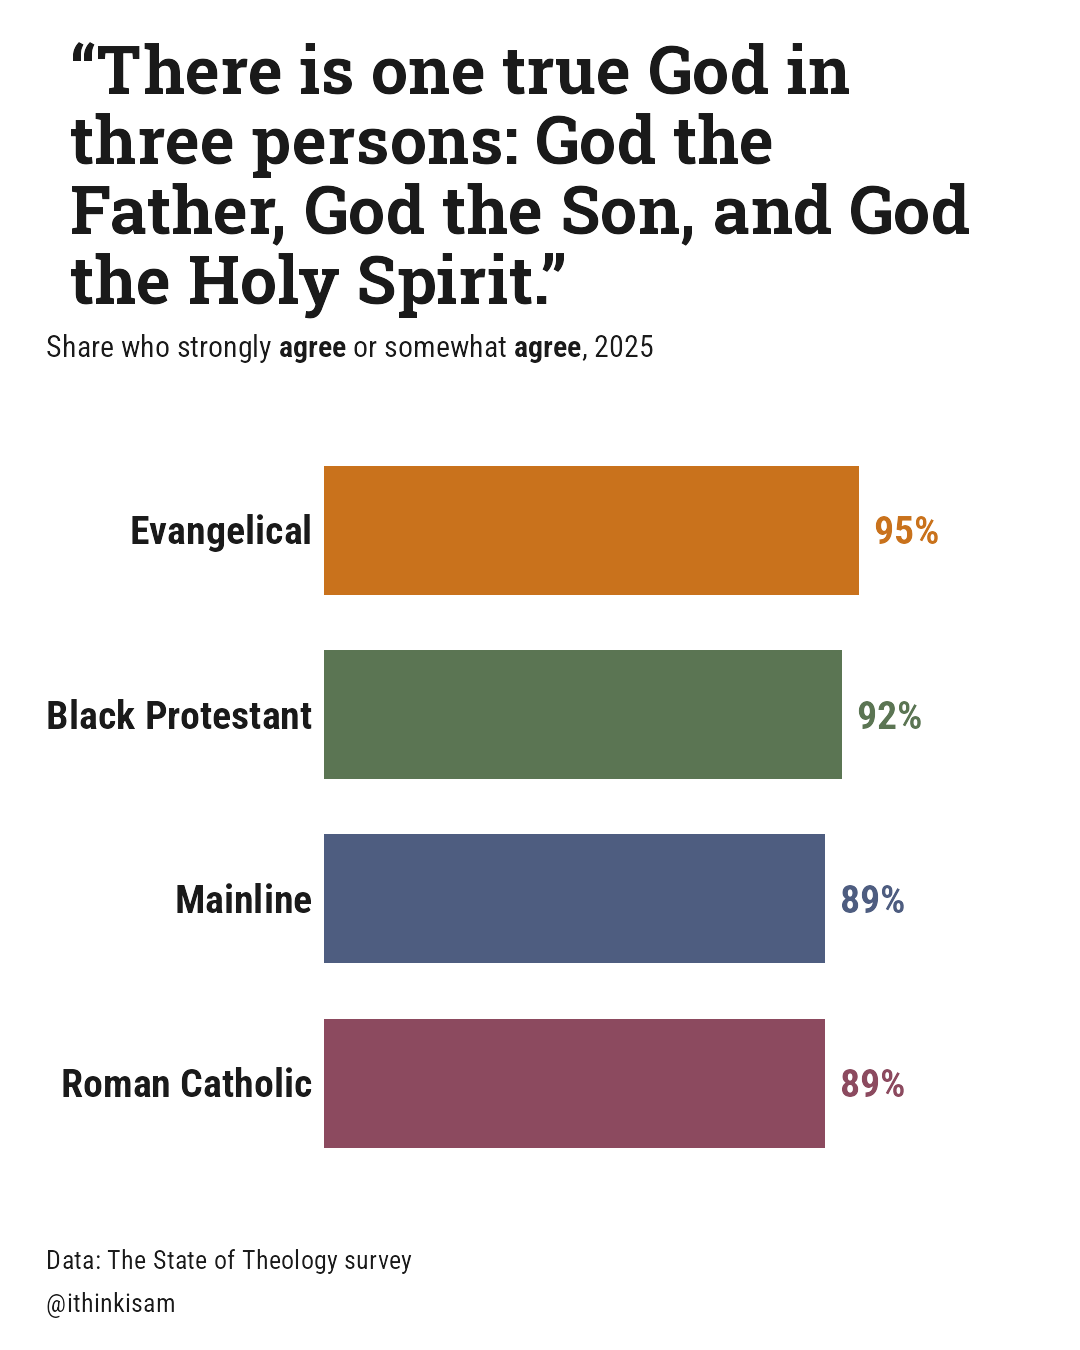 “There is one true God in
three persons: God the
Father, God the Son, and God
the Holy Spirit.”
Share who strongly agree or somewhat agree, 2025
Evangelical 95%
Black Protestant 92%
Mainline 89%
Roman Catholic 89%
Data: The State of Theology survey
@ithinkisam